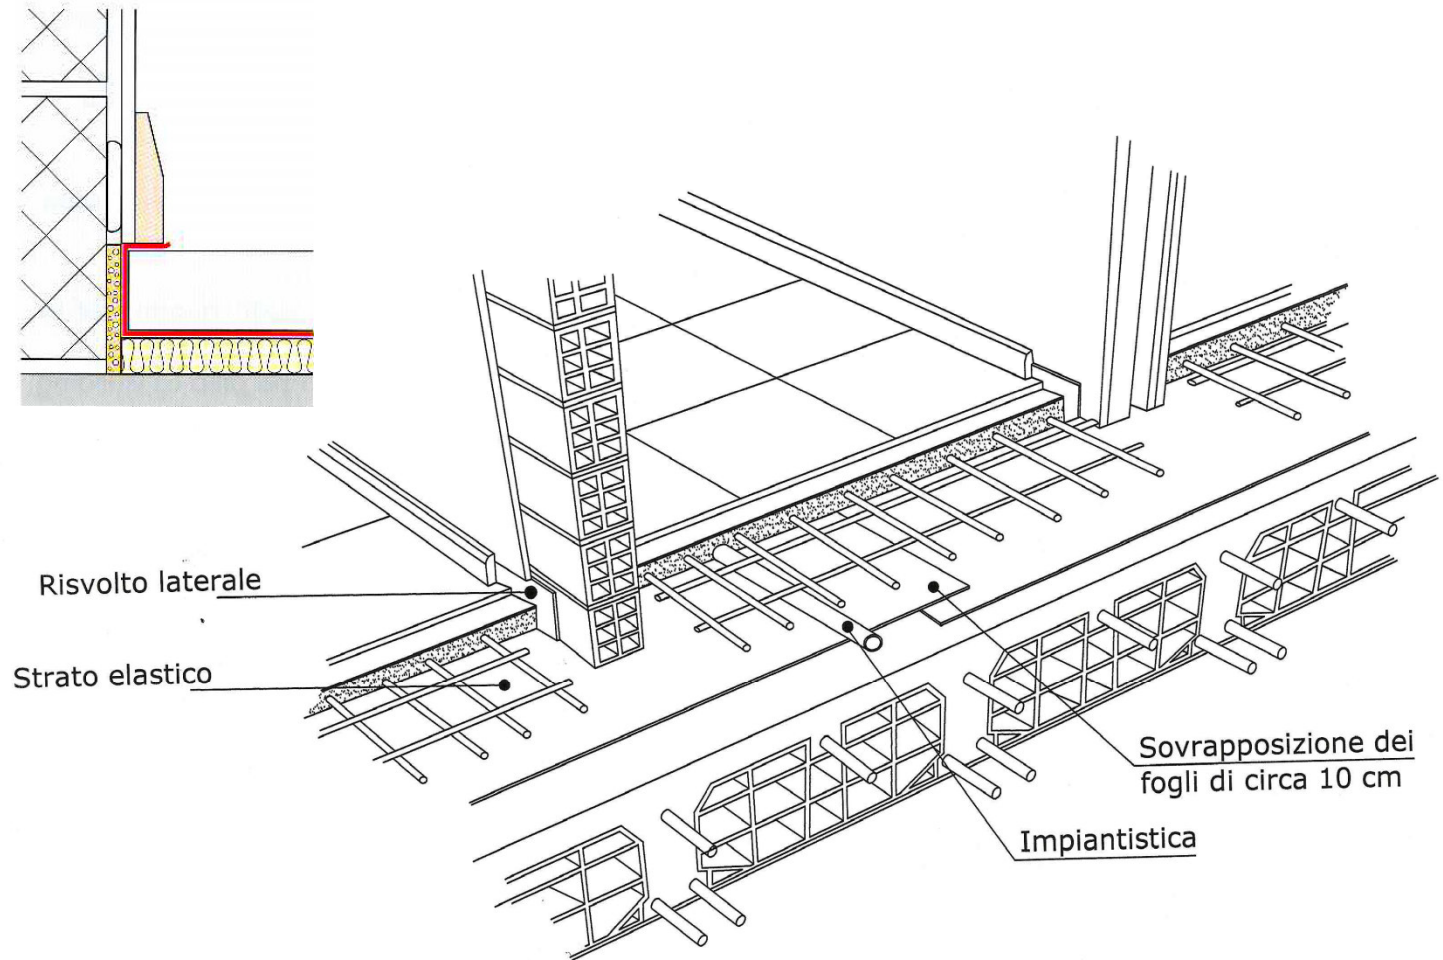 Risvolto laterale
Strato elastico
Sovrapposizione dei
fogli di circa 10 cm
Impiantistica